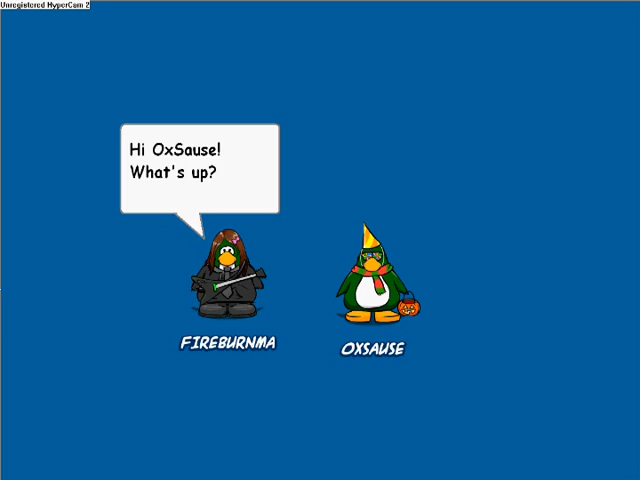 Unregistered HyperCam 2
Hi OxSause!
What's up?
FIREBURNMA
OXSAUSE